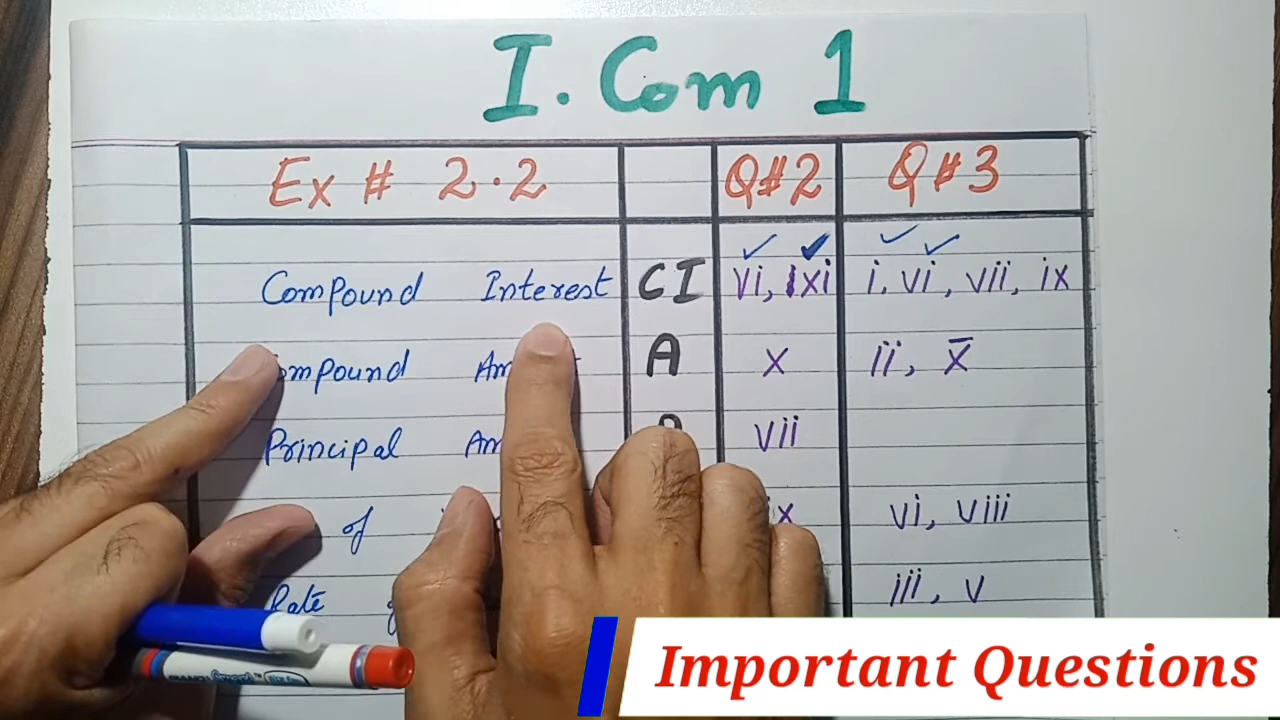 I. Com 1
Ex # 2.2 Q#2 Q#3
Compound Interest CI vi, xi i, vi, vii, ix
A x ii, x
Principal vii
of ix vi, viii
Rate iii, v
Important Questions